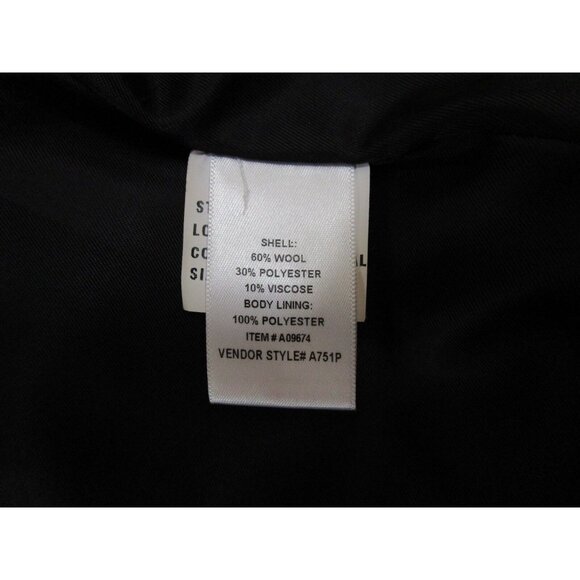 SHELL:
60% WOOL
30% POLYESTER
10% VISCOSE
BODY LINING:
100% POLYESTER
ITEM # A09674
VENDOR STYLE# A751P